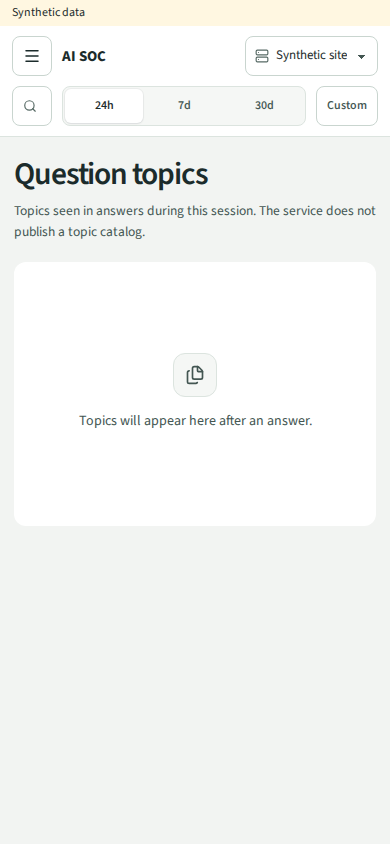 Synthetic data
AI SOC
Synthetic site
24h
7d
30d
Custom
Question topics
Topics seen in answers during this session. The service does not
publish a topic catalog.
Topics will appear here after an answer.